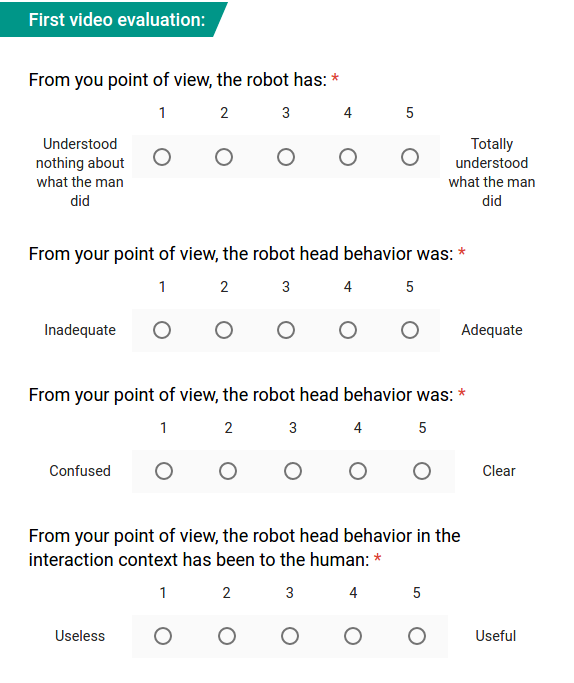 First video evaluation:
From you point of view, the robot has: *
1 2 3 4 5
Understood
nothing about
what the man
did
Totally
understood
what the man
did
From your point of view, the robot head behavior was: *
1 2 3 4 5
Inadequate Adequate
From your point of view, the robot head behavior was: *
1 2 3 4 5
Confused Clear
From your point of view, the robot head behavior in the
interaction context has been to the human: *
1 2 3 4 5
Useless Useful